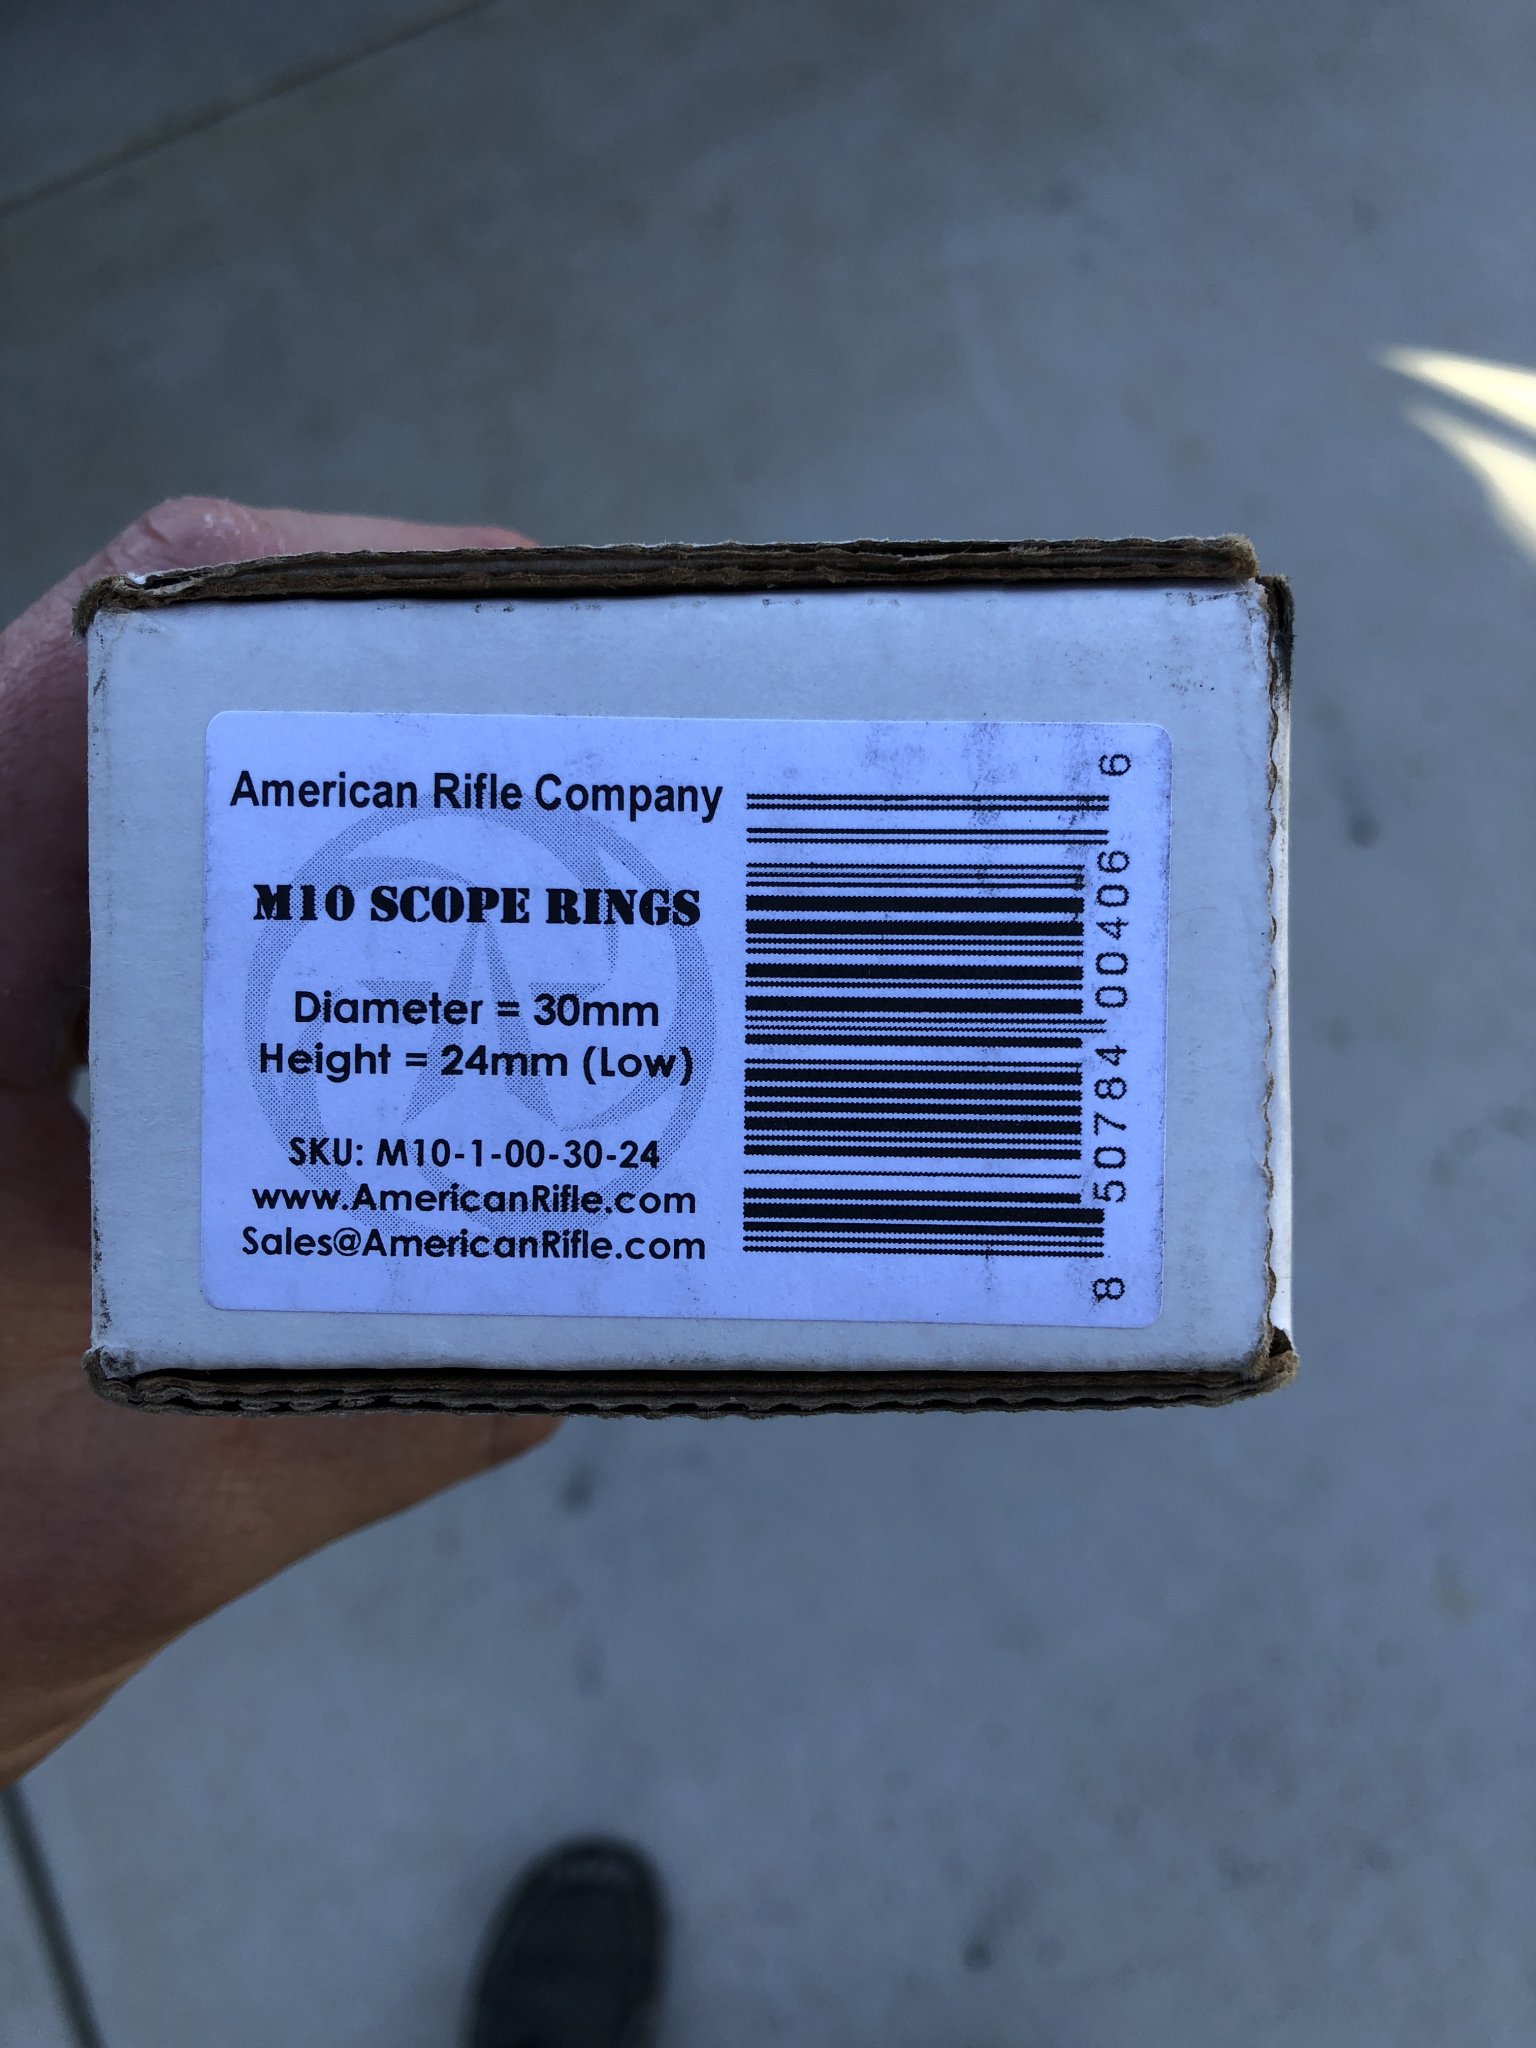 American Rifle Company
M10 SCOPE RINGS
Diameter = 30mm
Height = 24mm (Low)
SKU: M10-1-00-30-24
www.AmericanRifle.com
Sales@AmericanRifle.com
8 50784 00406 6